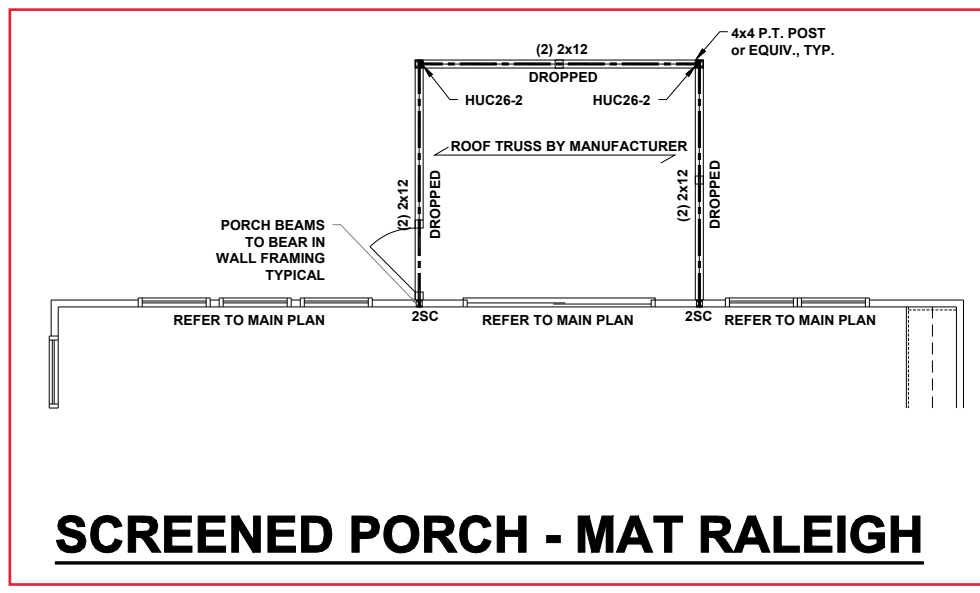 (2) 2x12
DROPPED
4x4 P.T. POST
or EQUIV., TYP.
HUC26-2
HUC26-2
ROOF TRUSS BY MANUFACTURER
(2) 2x12
DROPPED
(2) 2x12
DROPPED
PORCH BEAMS
TO BEAR IN
WALL FRAMING
TYPICAL
REFER TO MAIN PLAN
2SC
REFER TO MAIN PLAN
2SC
REFER TO MAIN PLAN
SCREENED PORCH - MAT RALEIGH